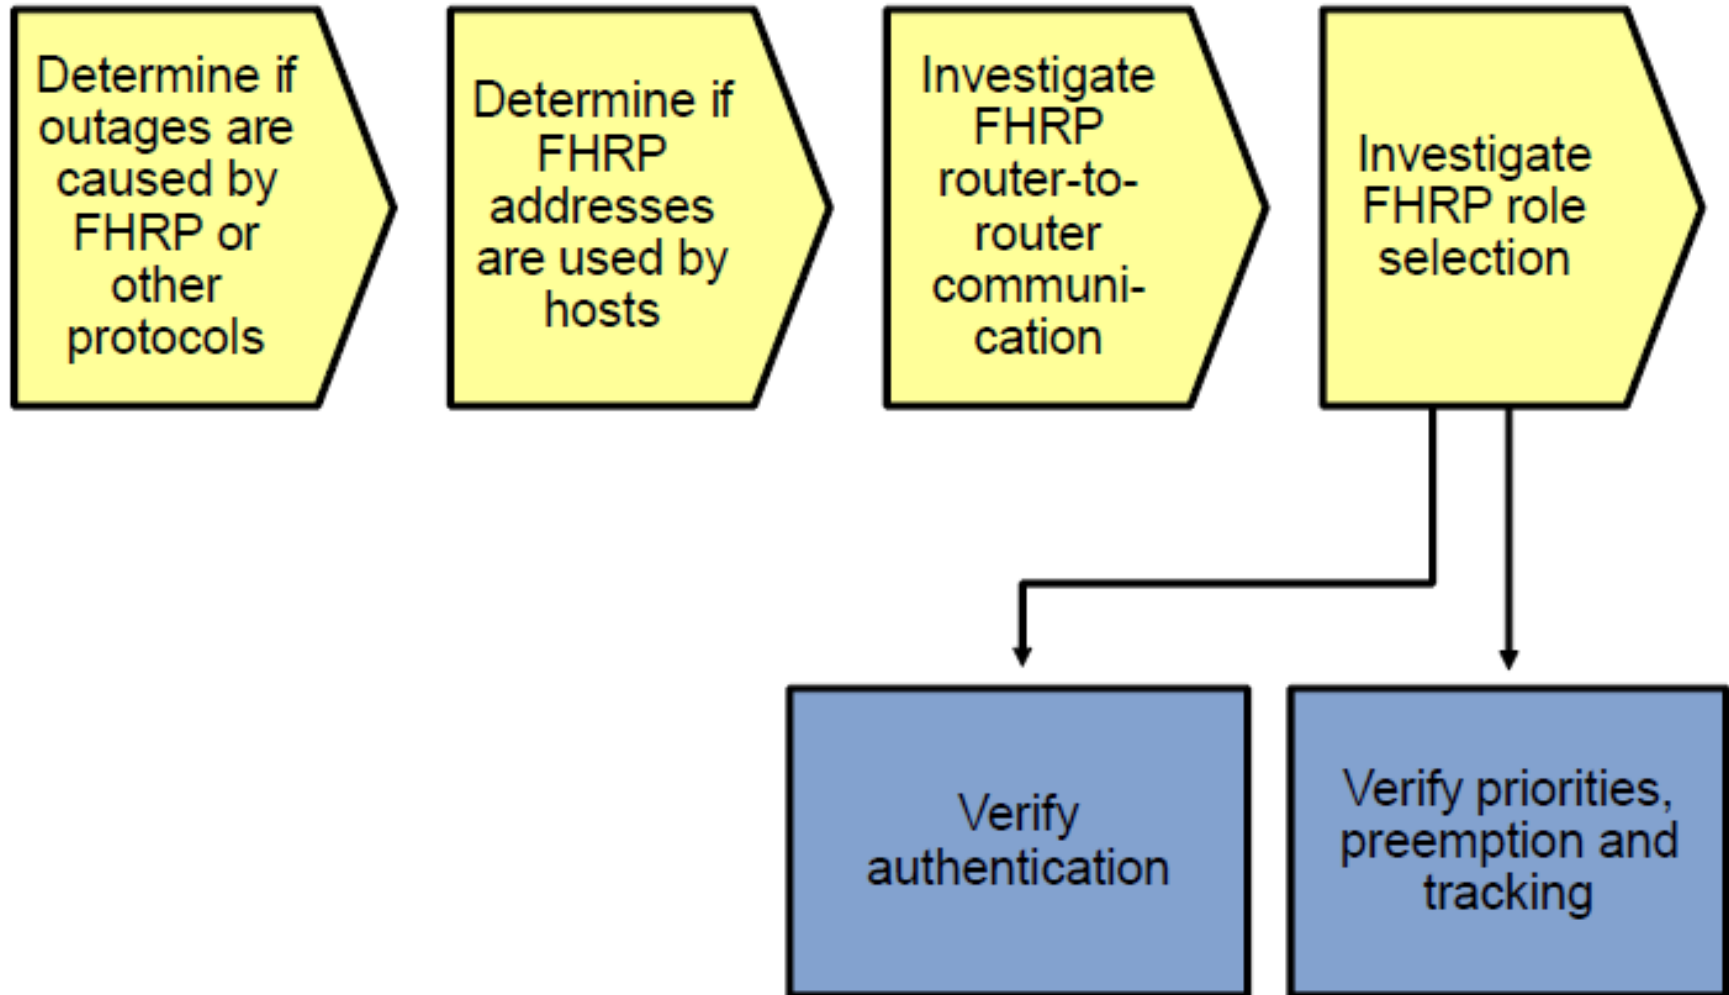 Determine if
outages are
caused by
FHRP or
other
protocols
Determine if
FHRP
addresses
are used by
hosts
Investigate
FHRP
router-to-
router
communi-
cation
Investigate
FHRP role
selection
Verify
authentication
Verify priorities,
preemption and
tracking